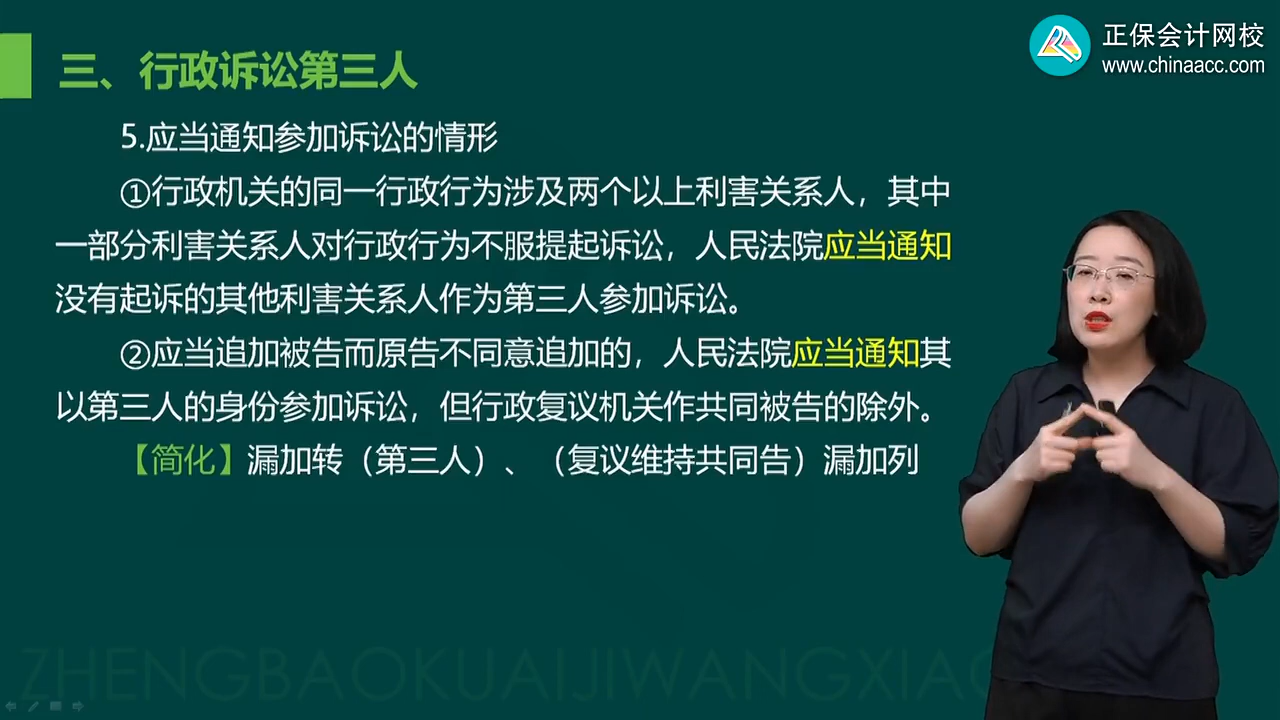 正保会计网校
www.chinaacc.com
三、行政诉讼第三人
5.应当通知参加诉讼的情形
①行政机关的同一行政行为涉及两个以上利害关系人，其中
一部分利害关系人对行政行为不服提起诉讼，人民法院应当通知
没有起诉的其他利害关系人作为第三人参加诉讼。
②应当追加被告而原告不同意追加的，人民法院应当通知其
以第三人的身份参加诉讼，但行政复议机关作共同被告的除外。
【简化】漏加转（第三人）、（复议维持共同告）漏加列
ZHENGBAOKUAIJIWANGXIAO